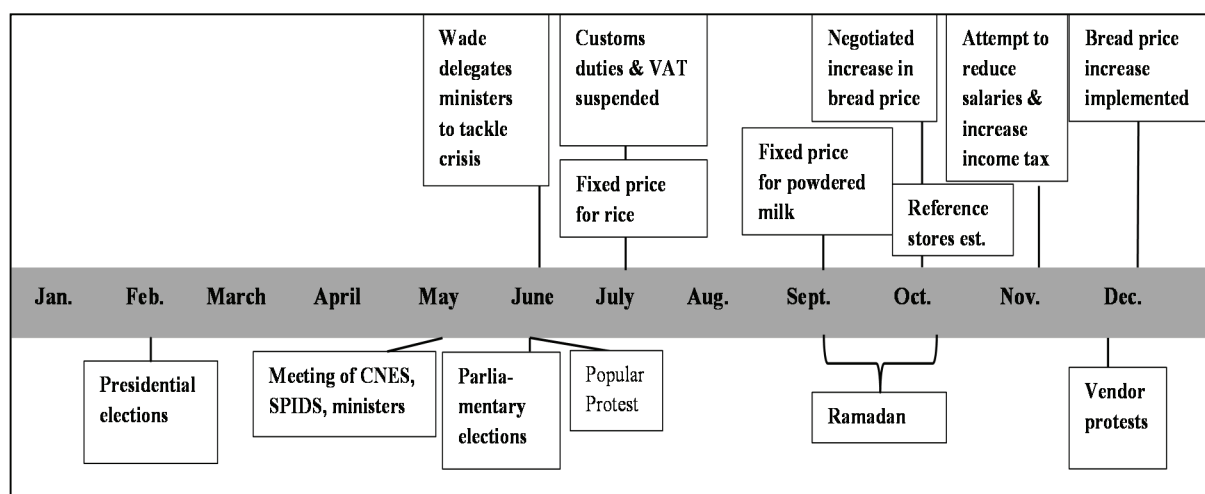 Wade
delegates
ministers
to tackle
crisis
Customs
duties & VAT
suspended
Fixed price
for rice
Fixed price
for powdered
milk
Negotiated
increase in
bread price
Reference
stores est.
Attempt to
reduce
salaries &
increase
income tax
Bread price
increase
implemented
Jan. Feb. March April May June July Aug. Sept. Oct. Nov. Dec.
Presidential
elections
Meeting of CNES,
SPIDS, ministers
Parlia-
mentary
elections
Popular
Protest
Ramadan
Vendor
protests